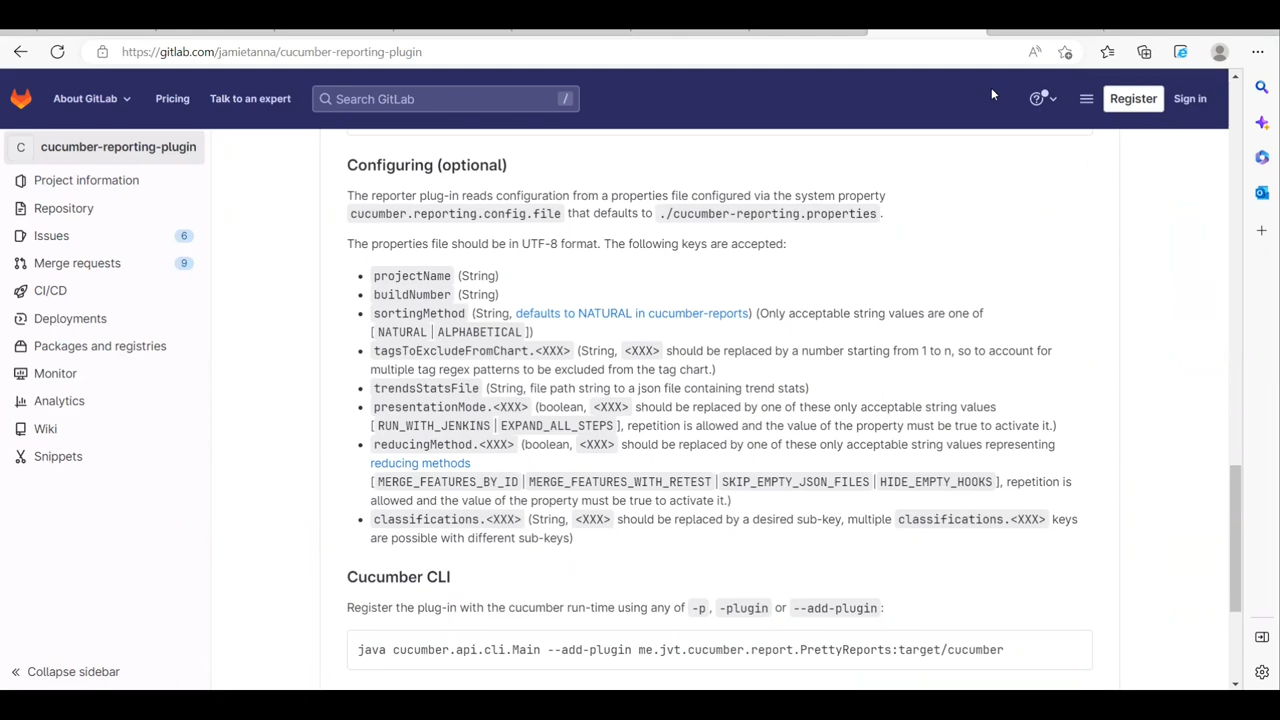 https://gitlab.com/jamietanna/cucumber-reporting-plugin
About GitLab
Pricing
Talk to an expert
Search GitLab
/
Register
Sign in
C
cucumber-reporting-plugin
Project information
Repository
Issues
6
Merge requests
9
CI/CD
Deployments
Packages and registries
Monitor
Analytics
Wiki
Snippets
Collapse sidebar
Configuring (optional)
The reporter plug-in reads configuration from a properties file configured via the system property
cucumber.reporting.config.file that defaults to ./cucumber-reporting.properties.
The properties file should be in UTF-8 format. The following keys are accepted:
• projectName (String)
• buildNumber (String)
• sortingMethod (String, defaults to NATURAL in cucumber-reports) (Only acceptable string values are one of
[NATURAL | ALPHABETICAL])
• tagsToExcludeFromChart.<XXX> (String, <XXX> should be replaced by a number starting from 1 to n, so to account for
multiple tag regex patterns to be excluded from the tag chart.)
• trendsStatsFile (String, file path string to a json file containing trend stats)
• presentationMode.<XXX> (boolean, <XXX> should be replaced by one of these only acceptable string values
[RUN_WITH_JENKINS | EXPAND_ALL_STEPS], repetition is allowed and the value of the property must be true to activate it.)
• reducingMethod.<XXX> (boolean, <XXX> should be replaced by one of these only acceptable string values representing
reducing methods
[MERGE_FEATURES_BY_ID | MERGE_FEATURES_WITH_RETEST | SKIP_EMPTY_JSON_FILES | HIDE_EMPTY_HOOKS], repetition is
allowed and the value of the property must be true to activate it.)
• classifications.<XXX> (String, <XXX> should be replaced by a desired sub-key, multiple classifications.<XXX> keys
are possible with different sub-keys)
Cucumber CLI
Register the plug-in with the cucumber run-time using any of -p, -plugin or --add-plugin:
java cucumber.api.cli.Main --add-plugin me.jvt.cucumber.report.PrettyReports:target/cucumber